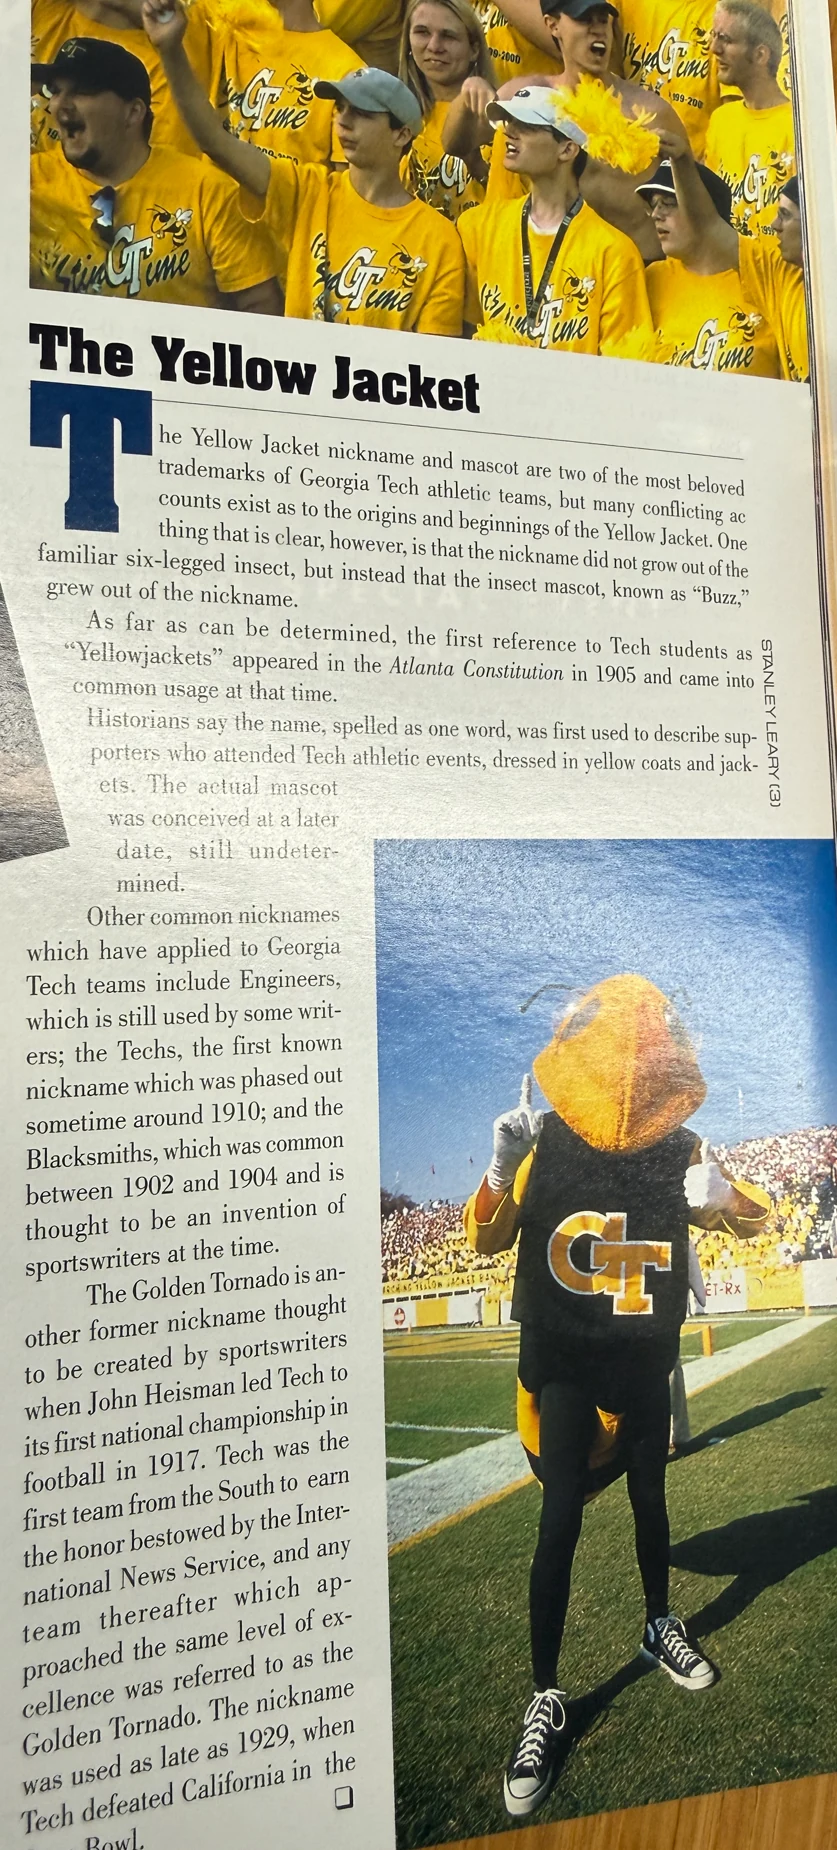 It's Stin GT ime
The Yellow Jacket
The Yellow Jacket nickname and mascot are two of the most beloved
trademarks of Georgia Tech athletic teams, but many conflicting ac
counts exist as to the origins and beginnings of the Yellow Jacket. One
thing that is clear, however, is that the nickname did not grow out of the
familiar six-legged insect, but instead that the insect mascot, known as “Buzz,”
grew out of the nickname.
As far as can be determined, the first reference to Tech students as
“Yellowjackets” appeared in the Atlanta Constitution in 1905 and came into
common usage at that time.
Historians say the name, spelled as one word, was first used to describe sup-
porters who attended Tech athletic events, dressed in yellow coats and jack-
ets. The actual mascot
was conceived at a later
date, still undeter-
mined.
Other common nicknames
which have applied to Georgia
Tech teams include Engineers,
which is still used by some writ-
ers; the Techs, the first known
nickname which was phased out
sometime around 1910; and the
Blacksmiths, which was common
between 1902 and 1904 and is
thought to be an invention of
sportswriters at the time.
The Golden Tornado is an-
other former nickname thought
to be created by sportswriters
when John Heisman led Tech to
its first national championship in
football in 1917. Tech was the
first team from the South to earn
the honor bestowed by the Inter-
national News Service, and any
team thereafter which ap-
proached the same level of ex-
cellence was referred to as the
Golden Tornado. The nickname
was used as late as 1929, when
Tech defeated California in the
Bowl.
STANLEY LEARY (3)
GT
ET-Rx